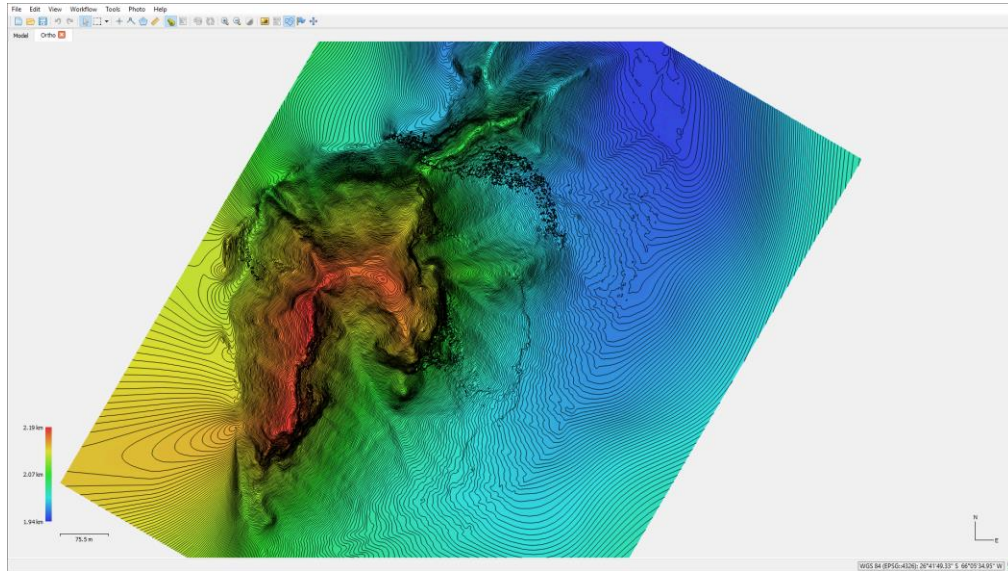 File Edit View Workflow Tools Photo Help
Model Ortho
2.19 km
2.07 km
1.94 km
75.5 m
N
E
WGS 84 (EPSG::4326): 26°41'49.33" S 66°05'34.95" W